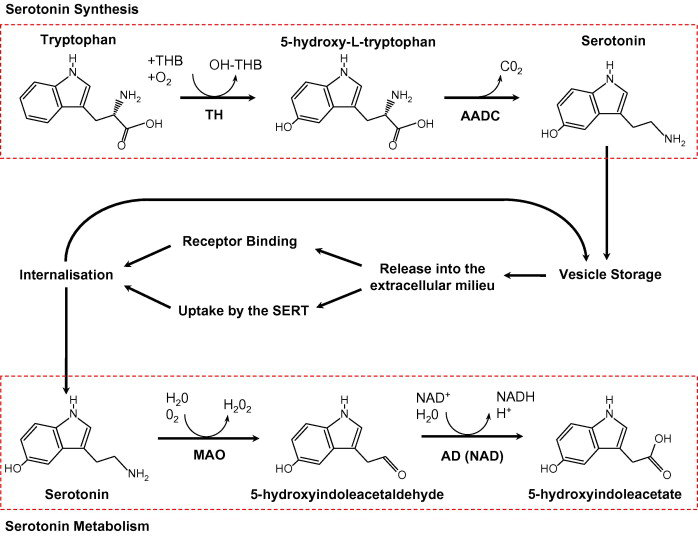 Serotonin Synthesis
Tryptophan
5-hydroxy-L-tryptophan
Serotonin
H
N
NH₂
OH
O
+THB
+O₂
OH-THB
TH
H
N
HO
NH₂
OH
O
CO₂
AADC
H
N
HO
NH₂
Receptor Binding
Internalisation
Release into the
extracellular milieu
Vesicle Storage
Uptake by the SERT
H
N
HO
NH₂
Serotonin
H₂0
0₂
H₂0₂
MAO
H
N
HO
O
5-hydroxyindoleacetaldehyde
NAD⁺
H₂0
NADH
H⁺
AD (NAD)
H
N
HO
OH
O
5-hydroxyindoleacetate
Serotonin Metabolism